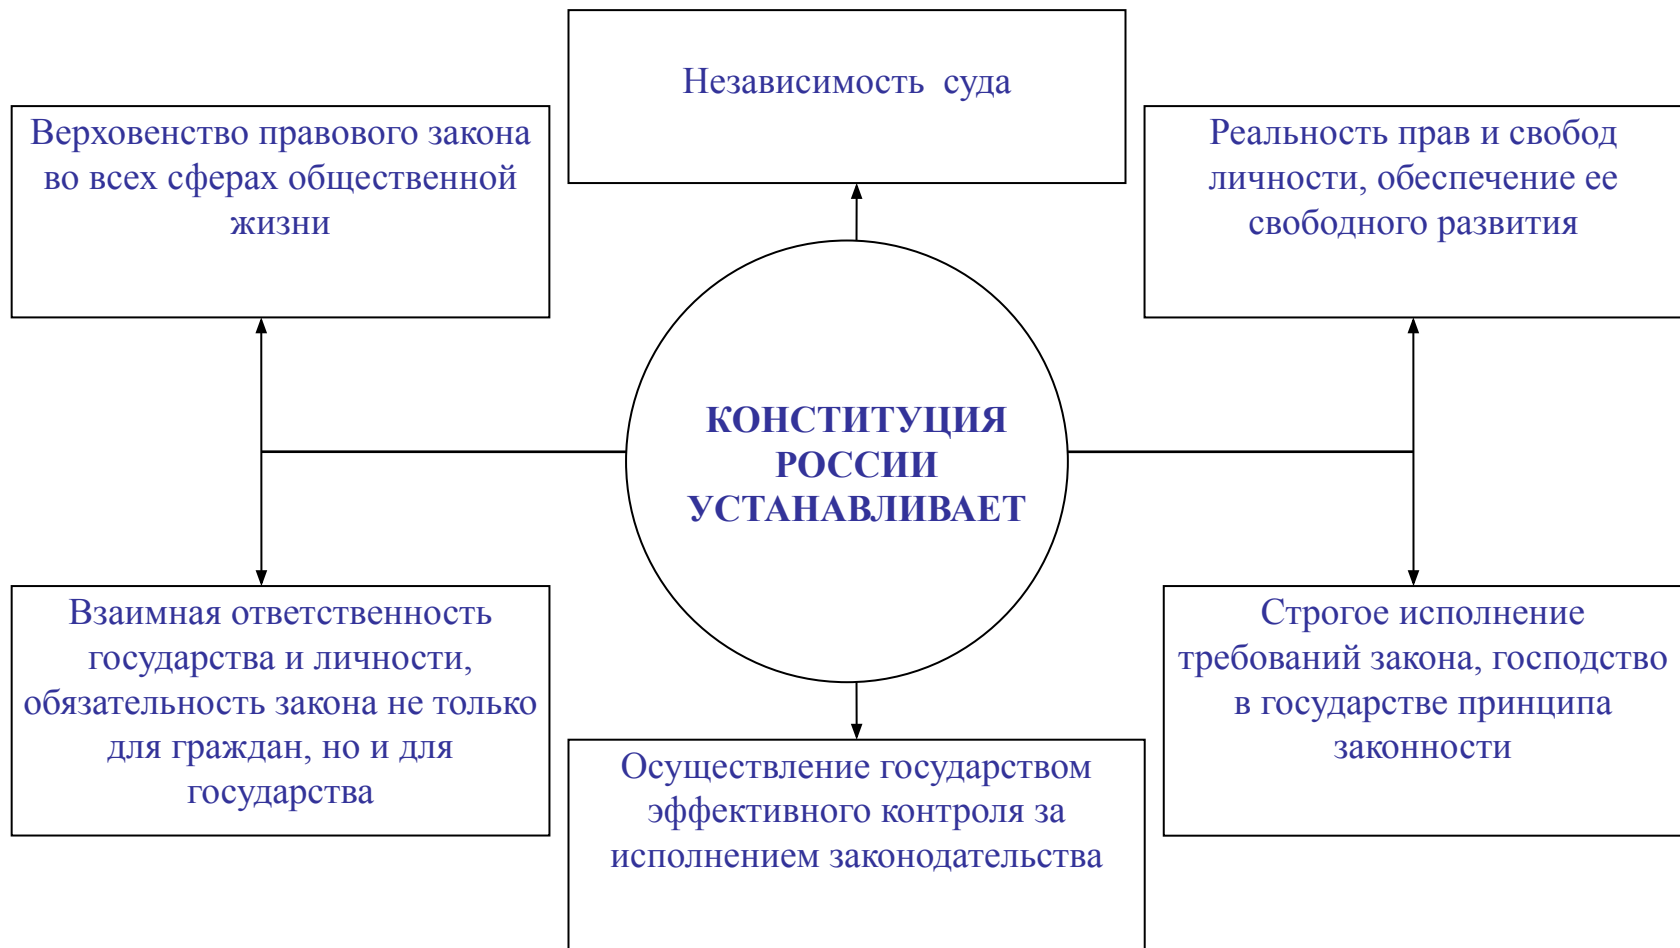 Независимость суда
Верховенство правового закона
во всех сферах общественной
жизни
Реальность прав и свобод
личности, обеспечение ее
свободного развития
КОНСТИТУЦИЯ
РОССИИ
УСТАНАВЛИВАЕТ
Взаимная ответственность
государства и личности,
обязательность закона не только
для граждан, но и для
государства
Осуществление государством
эффективного контроля за
исполнением законодательства
Строгое исполнение
требований закона, господство
в государстве принципа
законности